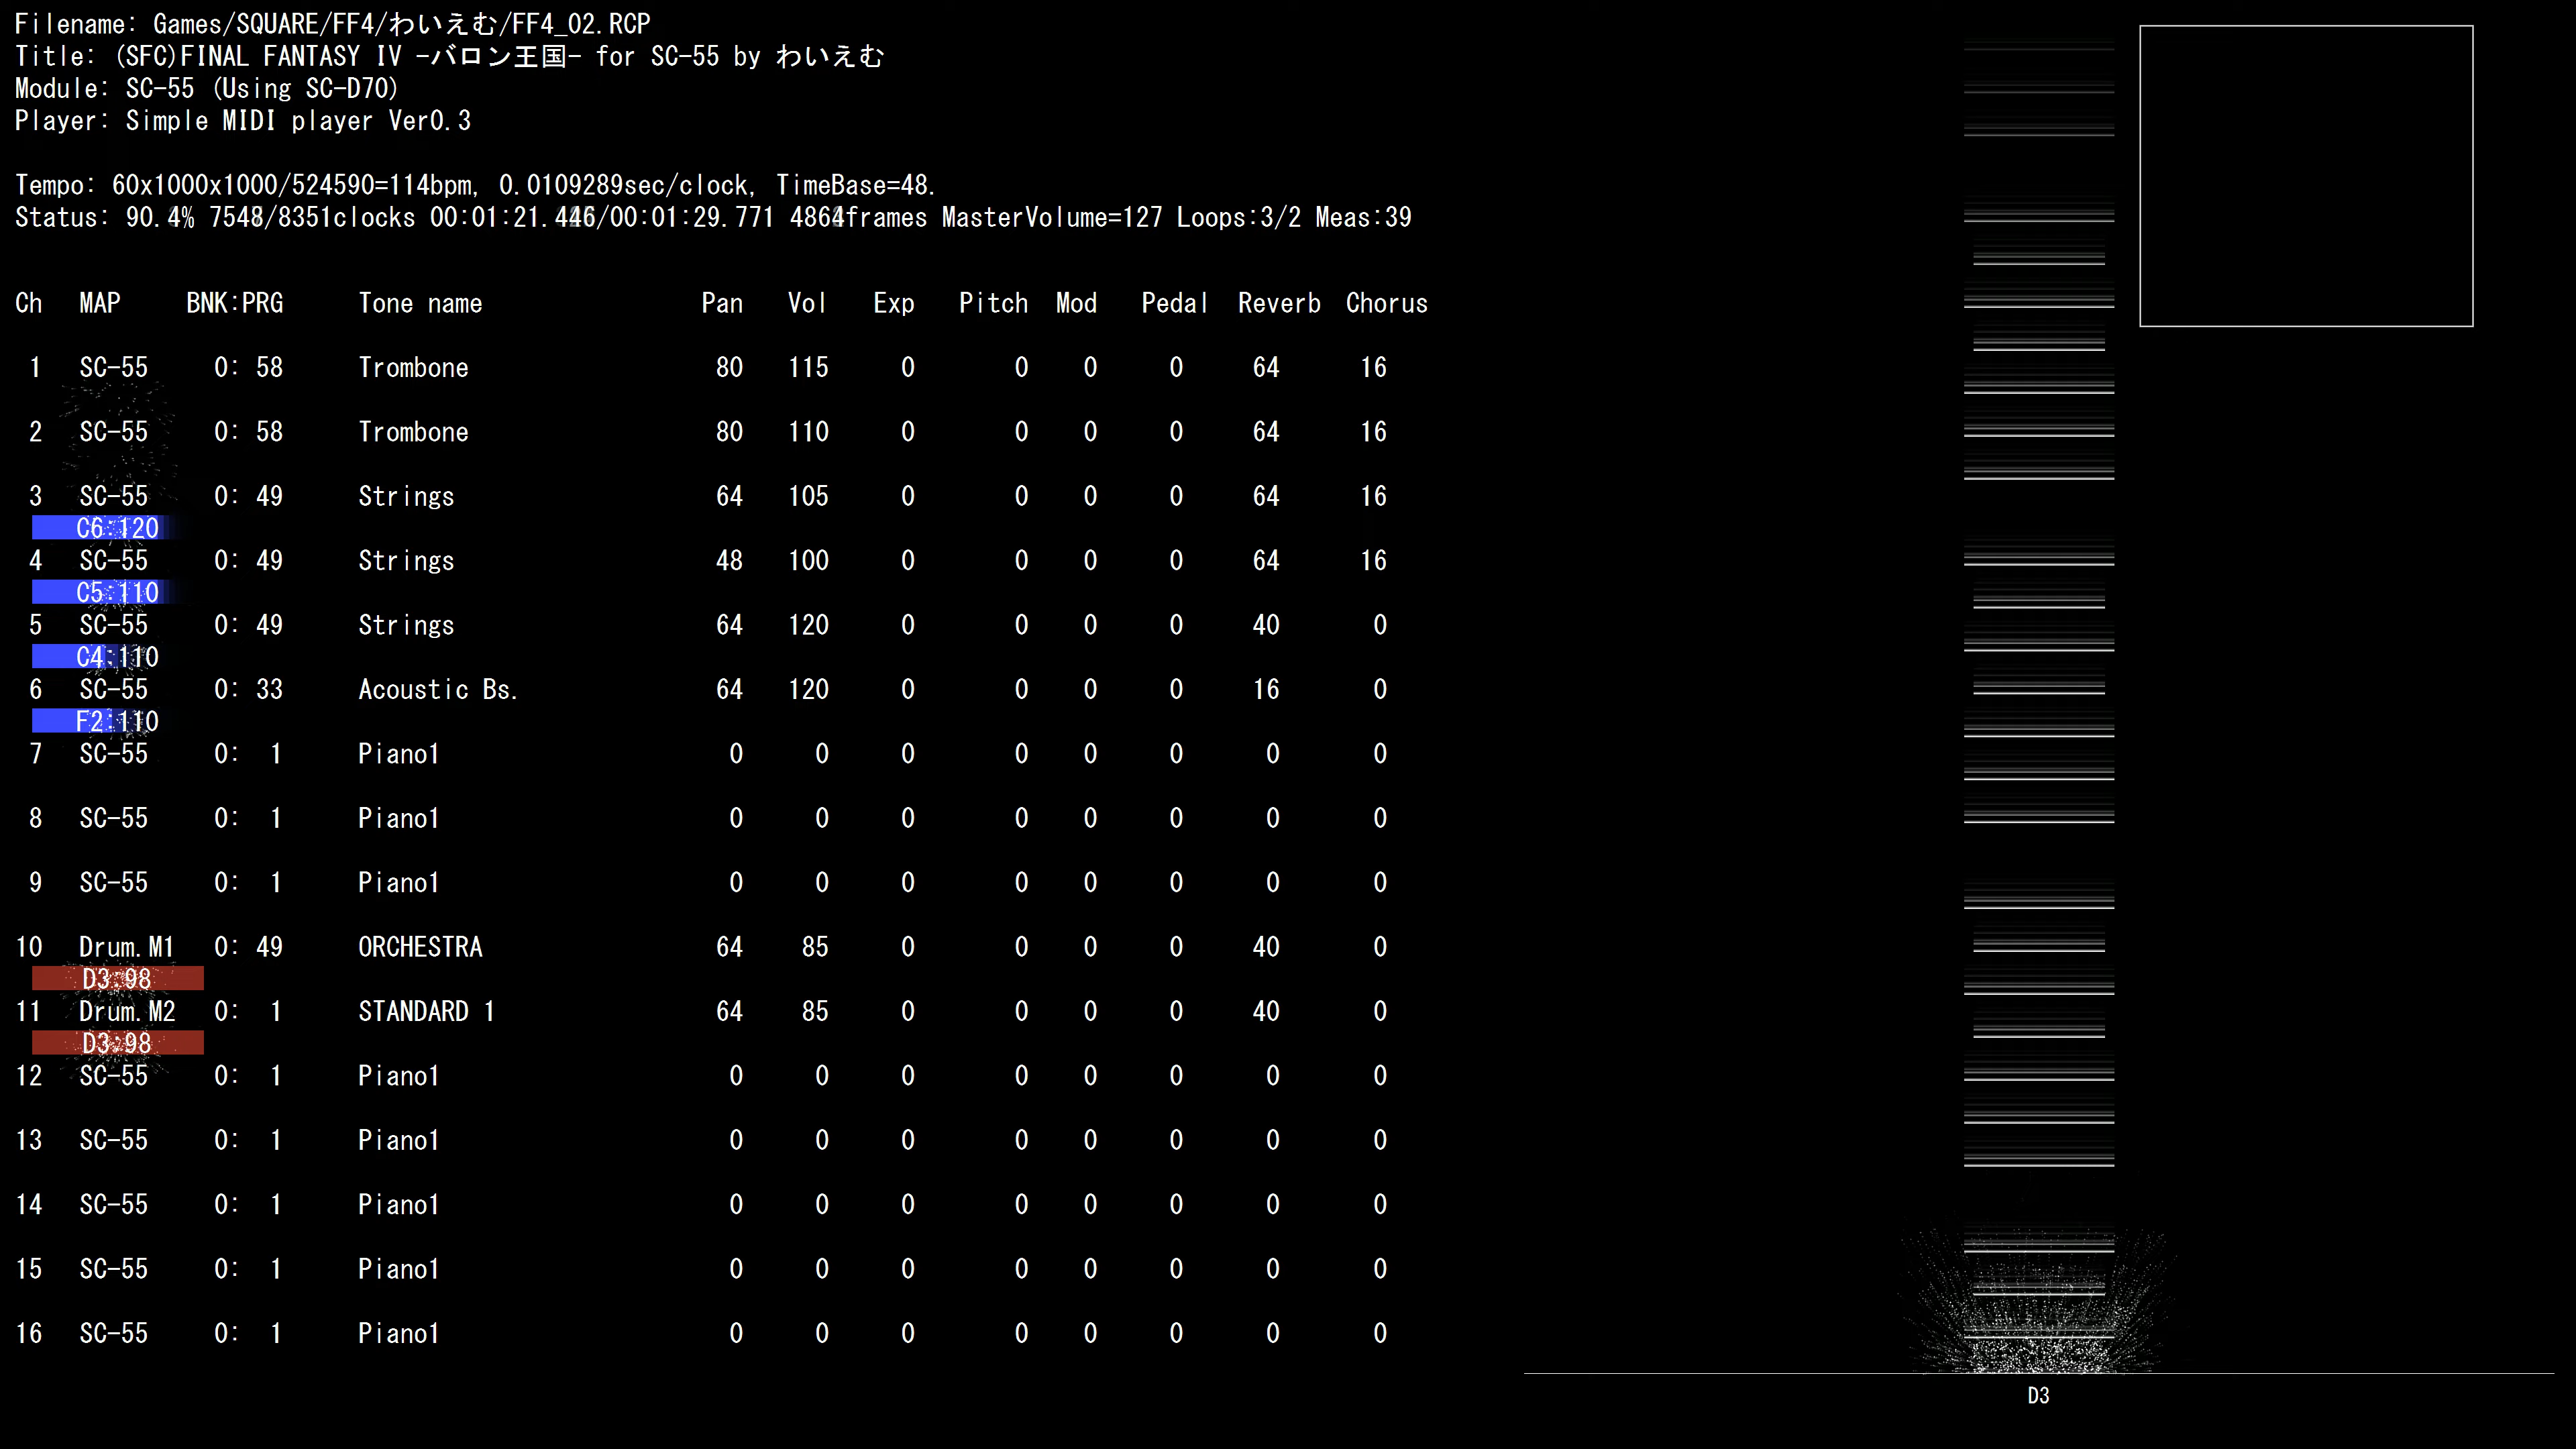 Filename: Games/SQUARE/FF4/わいえむ/FF4_02.RCP
Title: (SFC)FINAL FANTASY IV -バロン王国- for SC-55 by わいえむ
Module: SC-55 (Using SC-D70)
Player: Simple MIDI player Ver0.3
Tempo: 60x1000x1000/524590=114bpm, 0.0109289sec/clock, TimeBase=48.
Status: 90.4% /8351clocks /00:01:29.771 MasterVolume=127 Loops:3/2 Meas:39
Ch MAP BNK:PRG Tone name Pan Vol Exp Pitch Mod Pedal Reverb Chorus
1 SC-55 0: 58 Trombone 80 115 0 0 0 0 64 16
2 SC-55 0: 58 Trombone 80 110 0 0 0 0 64 16
3 SC-55 0: 49 Strings 64 105 0 0 0 0 64 16
C6:120
4 SC-55 0: 49 Strings 48 100 0 0 0 0 64 16
C5:110
5 SC-55 0: 49 Strings 64 120 0 0 0 0 40 0
C4:110
6 SC-55 0: 33 Acoustic Bs. 64 120 0 0 0 0 16 0
F2:110
7 SC-55 0: 1 Piano1 0 0 0 0 0 0 0 0
8 SC-55 0: 1 Piano1 0 0 0 0 0 0 0 0
9 SC-55 0: 1 Piano1 0 0 0 0 0 0 0 0
10 Drum.M1 0: 49 ORCHESTRA 64 85 0 0 0 0 40 0
D3:98
11 Drum.M2 0: 1 STANDARD 1 64 85 0 0 0 0 40 0
D3:98
12 SC-55 0: 1 Piano1 0 0 0 0 0 0 0 0
13 SC-55 0: 1 Piano1 0 0 0 0 0 0 0 0
14 SC-55 0: 1 Piano1 0 0 0 0 0 0 0 0
15 SC-55 0: 1 Piano1 0 0 0 0 0 0 0 0
16 SC-55 0: 1 Piano1 0 0 0 0 0 0 0 0
D3